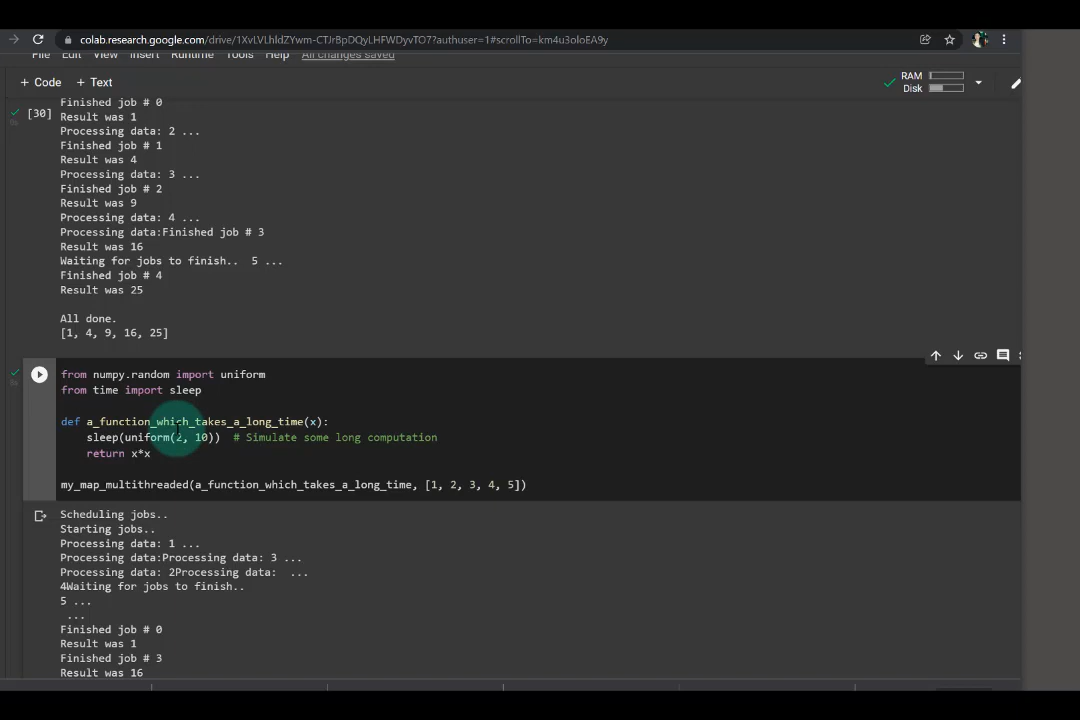 colab.research.google.com/drive/1XvLVLhldZYwm-CTJrBpDQyLHFWDyvTO7?authuser=1#scrollTo=km4u3oloEA9y
File Edit View Insert Runtime Tools Help All changes saved
+ Code + Text
RAM
Disk
Finished job # 0
[30]
Result was 1
Processing data: 2 ...
Finished job # 1
Result was 4
Processing data: 3 ...
Finished job # 2
Result was 9
Processing data: 4 ...
Processing data:Finished job # 3
Result was 16
Waiting for jobs to finish..  5 ...
Finished job # 4
Result was 25
All done.
[1, 4, 9, 16, 25]
from numpy.random import uniform
from time import sleep
def a_function_which_takes_a_long_time(x):
sleep(uniform(2, 10))  # Simulate some long computation
return x*x
my_map_multithreaded(a_function_which_takes_a_long_time, [1, 2, 3, 4, 5])
Scheduling jobs..
Starting jobs..
Processing data: 1 ...
Processing data:Processing data: 3 ...
Processing data: 2Processing data:  ...
4Waiting for jobs to finish..
5 ...
...
Finished job # 0
Result was 1
Finished job # 3
Result was 16